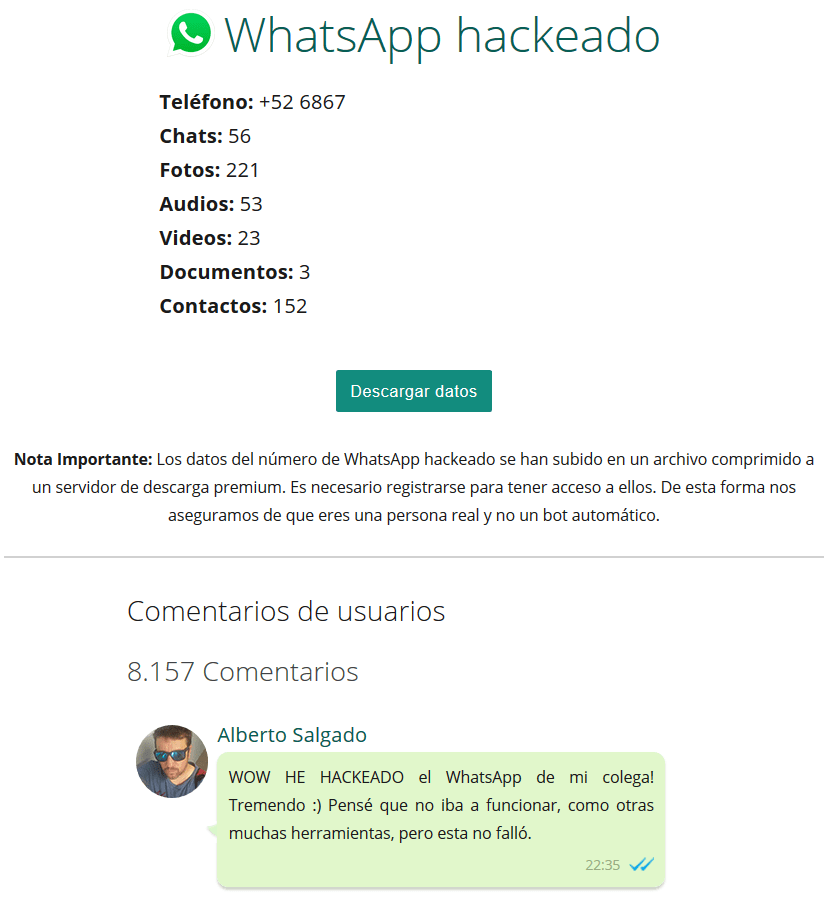 WhatsApp hackeado
Teléfono: +52 6867
Chats: 56
Fotos: 221
Audios: 53
Videos: 23
Documentos: 3
Contactos: 152
Descargar datos
Nota Importante: Los datos del número de WhatsApp hackeado se han subido en un archivo comprimido a
un servidor de descarga premium. Es necesario registrarse para tener acceso a ellos. De esta forma nos
aseguramos de que eres una persona real y no un bot automático.
Comentarios de usuarios
8.157 Comentarios
Alberto Salgado
WOW HE HACKEADO el WhatsApp de mi colega!
Tremendo :) Pensé que no iba a funcionar, como otras
muchas herramientas, pero esta no falló.
22:35